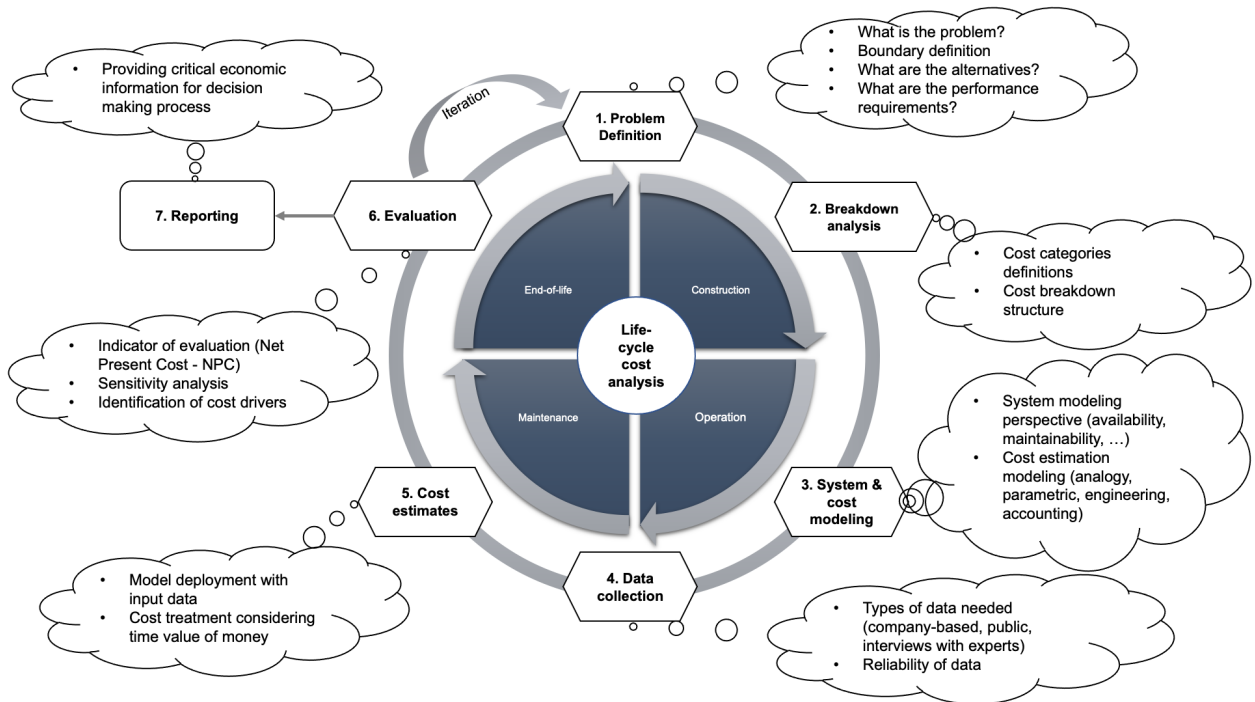 • What is the problem?
• Boundary definition
• What are the alternatives?
• What are the performance
requirements?
• Providing critical economic
information for decision
making process
Iteration
1. Problem
Definition
7. Reporting
6. Evaluation
2. Breakdown
analysis
• Cost categories
definitions
• Cost breakdown
structure
End-of-life
Construction
Life-
cycle
cost
analysis
• Indicator of evaluation (Net
Present Cost - NPC)
• Sensitivity analysis
• Identification of cost drivers
Maintenance
Operation
• System modeling
perspective (availability,
maintainability, …)
• Cost estimation
modeling (analogy,
parametric, engineering,
accounting)
5. Cost
estimates
3. System &
cost
modeling
4. Data
collection
• Model deployment with
input data
• Cost treatment considering
time value of money
• Types of data needed
(company-based, public,
interviews with experts)
• Reliability of data